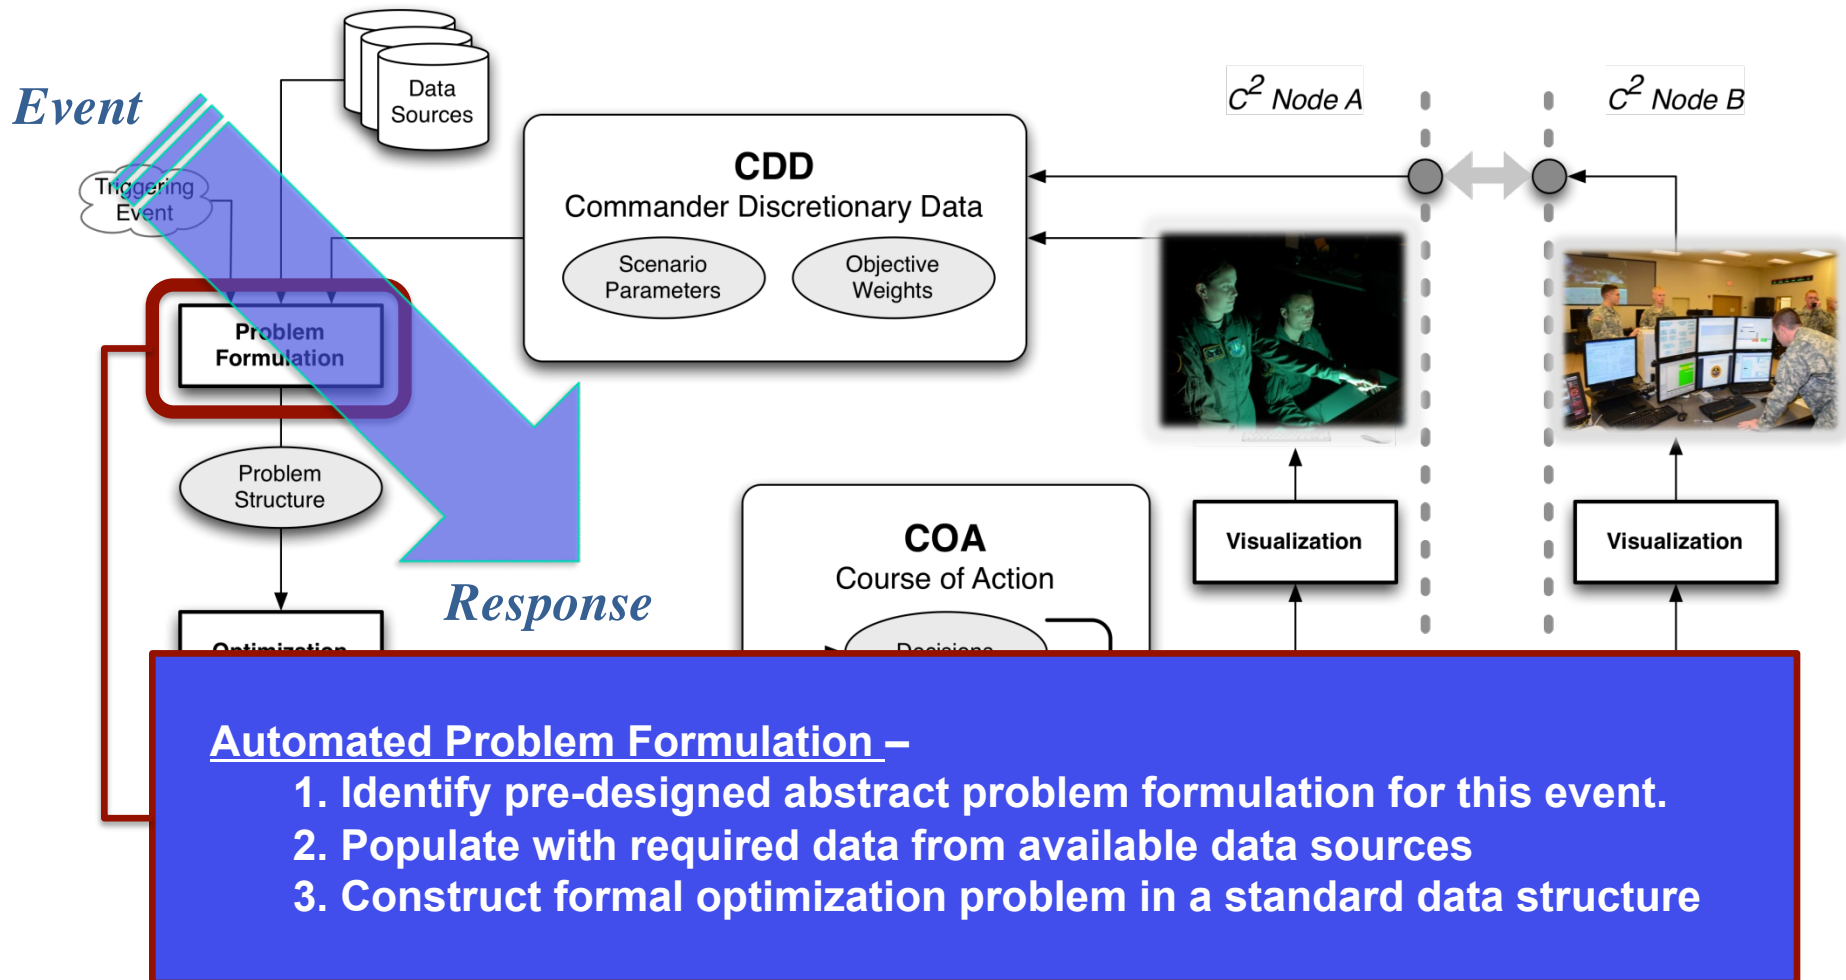 Event
Data
Sources
Triggering
Event
CDD
Commander Discretionary Data
Scenario
Parameters
Objective
Weights
C2 Node A
C2 Node B
Problem
Formulation
Problem
Structure
Response
COA
Course of Action
Decisions
Visualization
Visualization
Optimization
Automated Problem Formulation –
1. Identify pre-designed abstract problem formulation for this event.
2. Populate with required data from available data sources
3. Construct formal optimization problem in a standard data structure